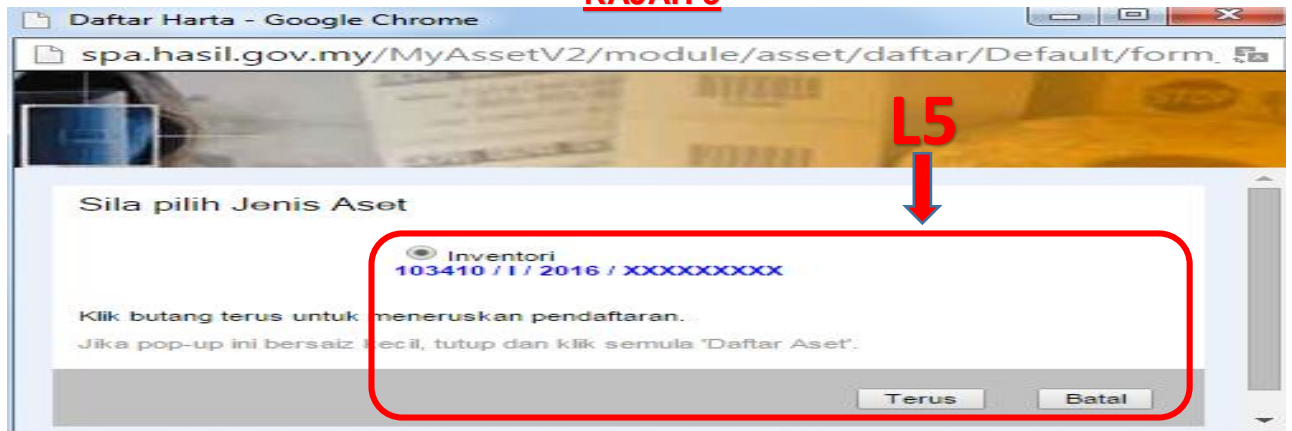 Daftar Harta - Google Chrome
spa.hasil.gov.my/MyAssetV2/module/asset/daftar/Default/form_
L5
Sila pilih Jenis Aset
Inventori
103410 / I / 2016 / XXXXXXXXX
Klik butang terus untuk meneruskan pendaftaran.
Jika pop-up ini bersaiz kecil, tutup dan klik semula 'Daftar Aset'.
Terus Batal